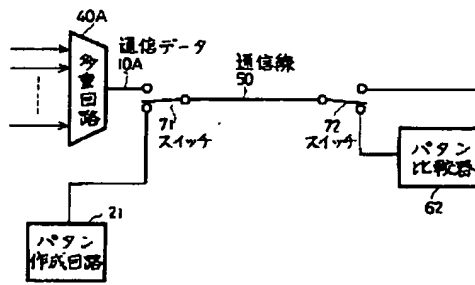 40A
多重回路
通信データ
10A
通信線
50
71
スイッチ
72
スイッチ
パタン
比較器
62
21
パタン
作成回路